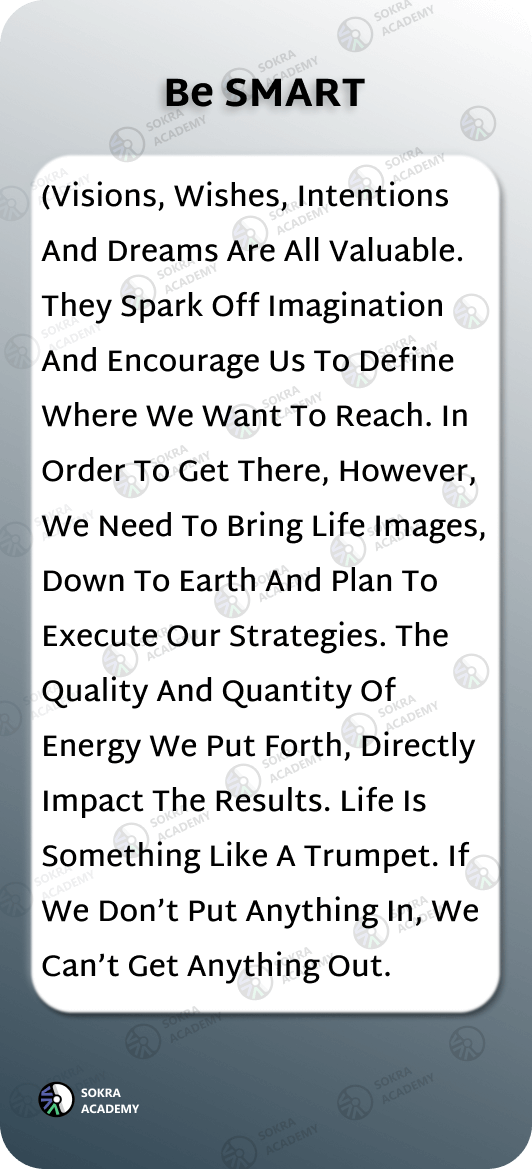 Be SMART
(Visions, Wishes, Intentions
And Dreams Are All Valuable.
They Spark Off Imagination
And Encourage Us To Define
Where We Want To Reach. In
Order To Get There, However,
We Need To Bring Life Images,
Down To Earth And Plan To
Execute Our Strategies. The
Quality And Quantity Of
Energy We Put Forth, Directly
Impact The Results. Life Is
Something Like A Trumpet. If
We Don’t Put Anything In, We
Can’t Get Anything Out.
SOKRA
ACADEMY